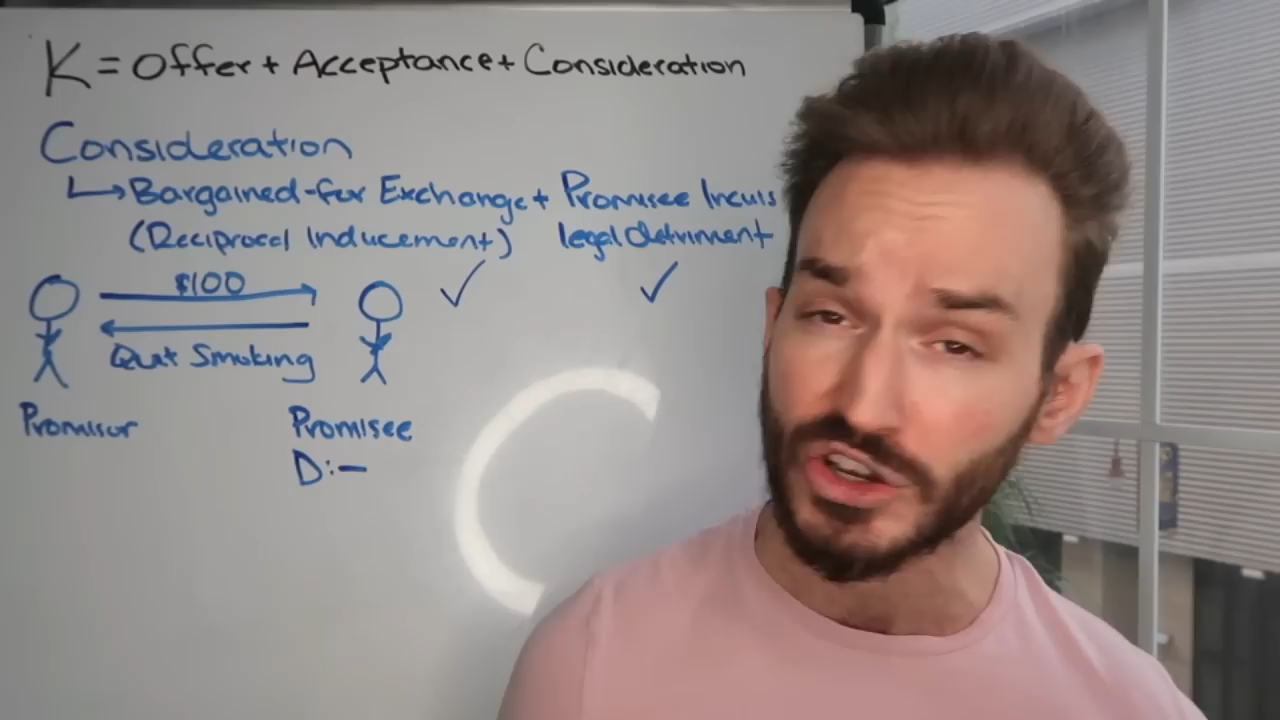 K = Offer + Acceptance + Consideration
Consideration
Bargained-for Exchange + Promisee Incurs
(Reciprocal Inducement) legal detriment
$100
Quit Smoking
Promisor Promisee
D: —